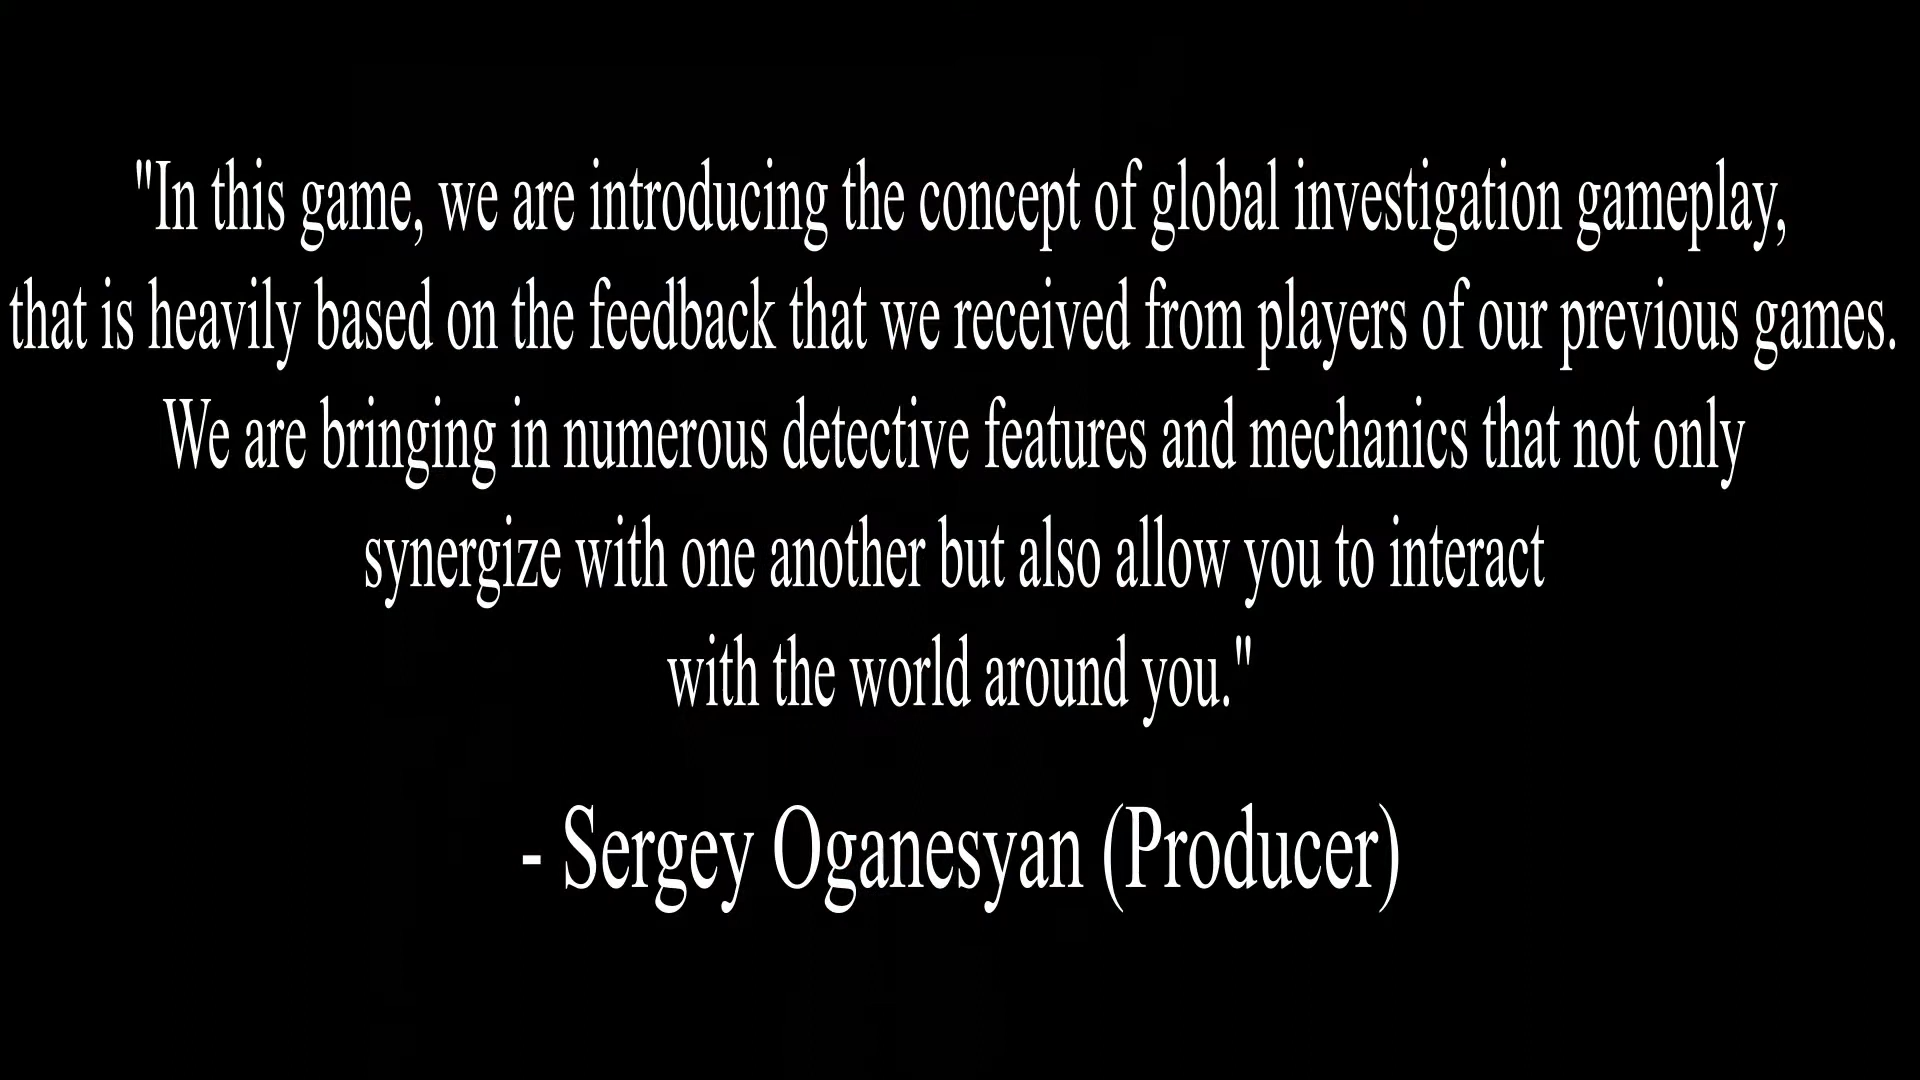 "In this game, we are introducing the concept of global investigation gameplay,
that is heavily based on the feedback that we received from players of our previous games.
We are bringing in numerous detective features and mechanics that not only
synergize with one another but also allow you to interact
with the world around you."
- Sergey Oganesyan (Producer)